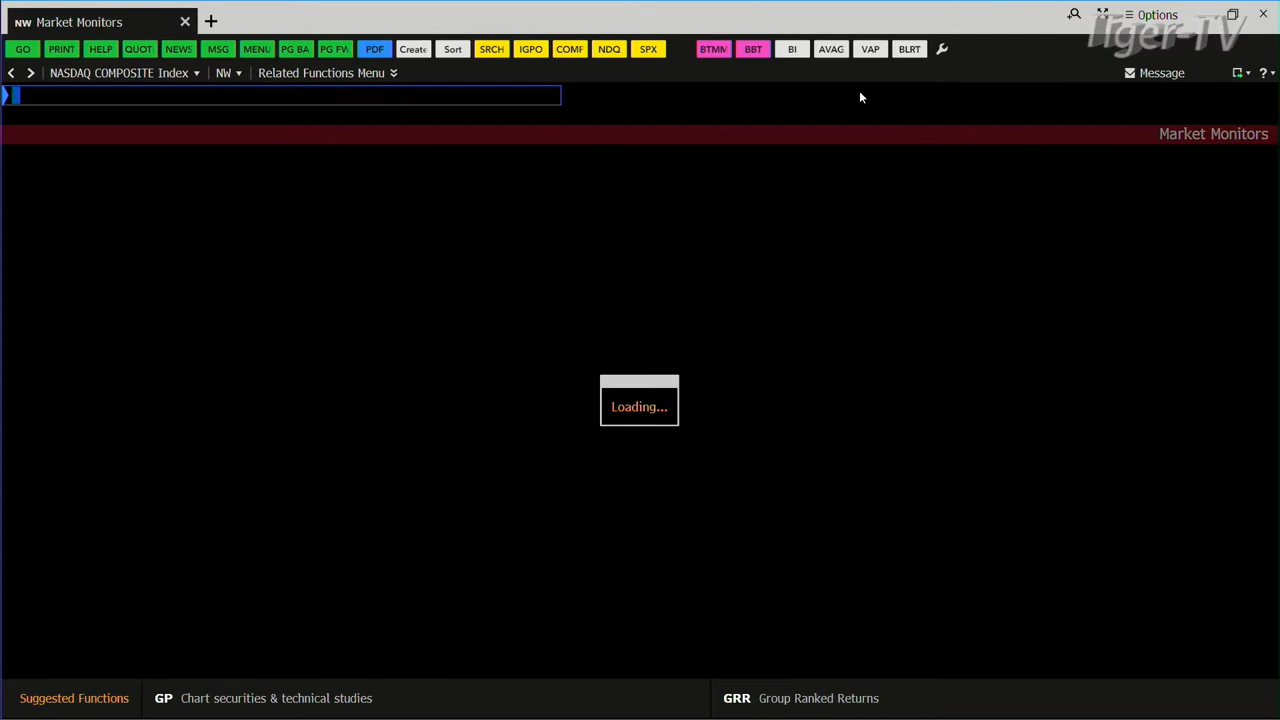 NW Market Monitors
Options
Tiger-TV
GO PRINT HELP QUOT NEWS MSG MENU PG BA PG FW PDF Create Sort SRCH IGPO COMF NDQ SPX BTMM BBT BI AVAG VAP BLRT
NASDAQ COMPOSITE Index NW Related Functions Menu Message ?
Market Monitors
Loading...
Suggested Functions GP Chart securities & technical studies GRR Group Ranked Returns